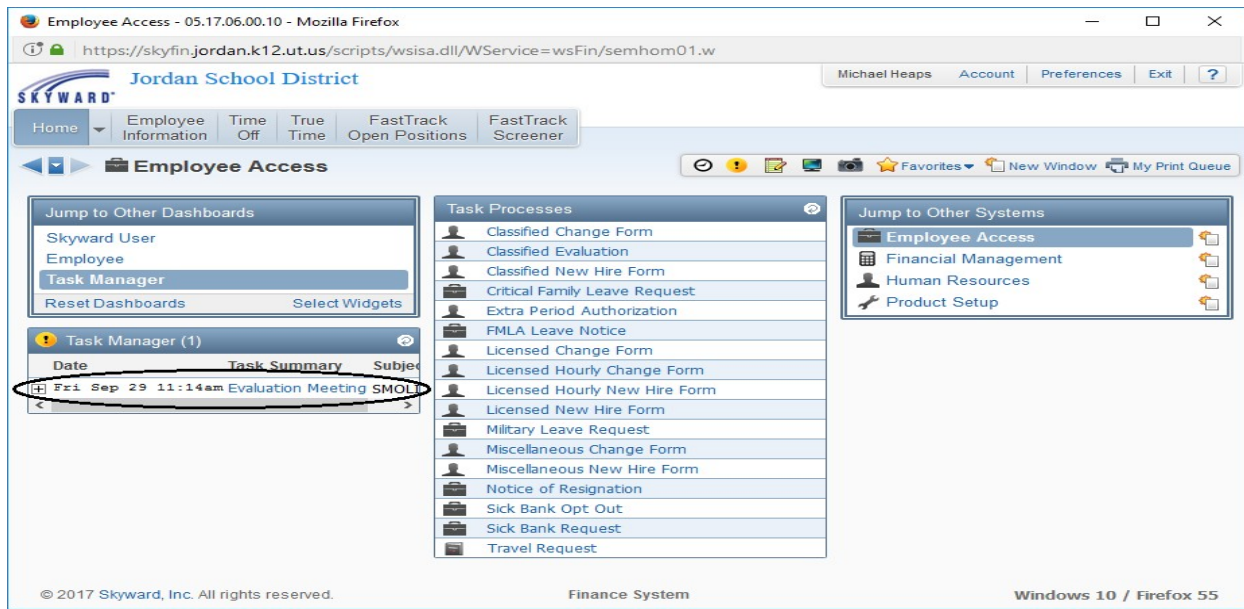 Employee Access - 05.17.06.00.10 - Mozilla Firefox
https://skyfin.jordan.k12.ut.us/scripts/wsisa.dll/WService=wsFin/semhom01.w
SKYWARD
Jordan School District
Michael Heaps Account Preferences Exit ?
Home Employee Information Time Off True Time FastTrack Open Positions FastTrack Screener
Employee Access
Favorites New Window My Print Queue
Jump to Other Dashboards
Skyward User
Employee
Task Manager
Reset Dashboards Select Widgets
Task Manager (1)
Date Task Summary Subjec
Fri Sep 29 11:14am Evaluation Meeting SMOLI
Task Processes
Classified Change Form
Classified Evaluation
Classified New Hire Form
Critical Family Leave Request
Extra Period Authorization
FMLA Leave Notice
Licensed Change Form
Licensed Hourly Change Form
Licensed Hourly New Hire Form
Licensed New Hire Form
Military Leave Request
Miscellaneous Change Form
Miscellaneous New Hire Form
Notice of Resignation
Sick Bank Opt Out
Sick Bank Request
Travel Request
Jump to Other Systems
Employee Access
Financial Management
Human Resources
Product Setup
© 2017 Skyward, Inc. All rights reserved. Finance System Windows 10 / Firefox 55